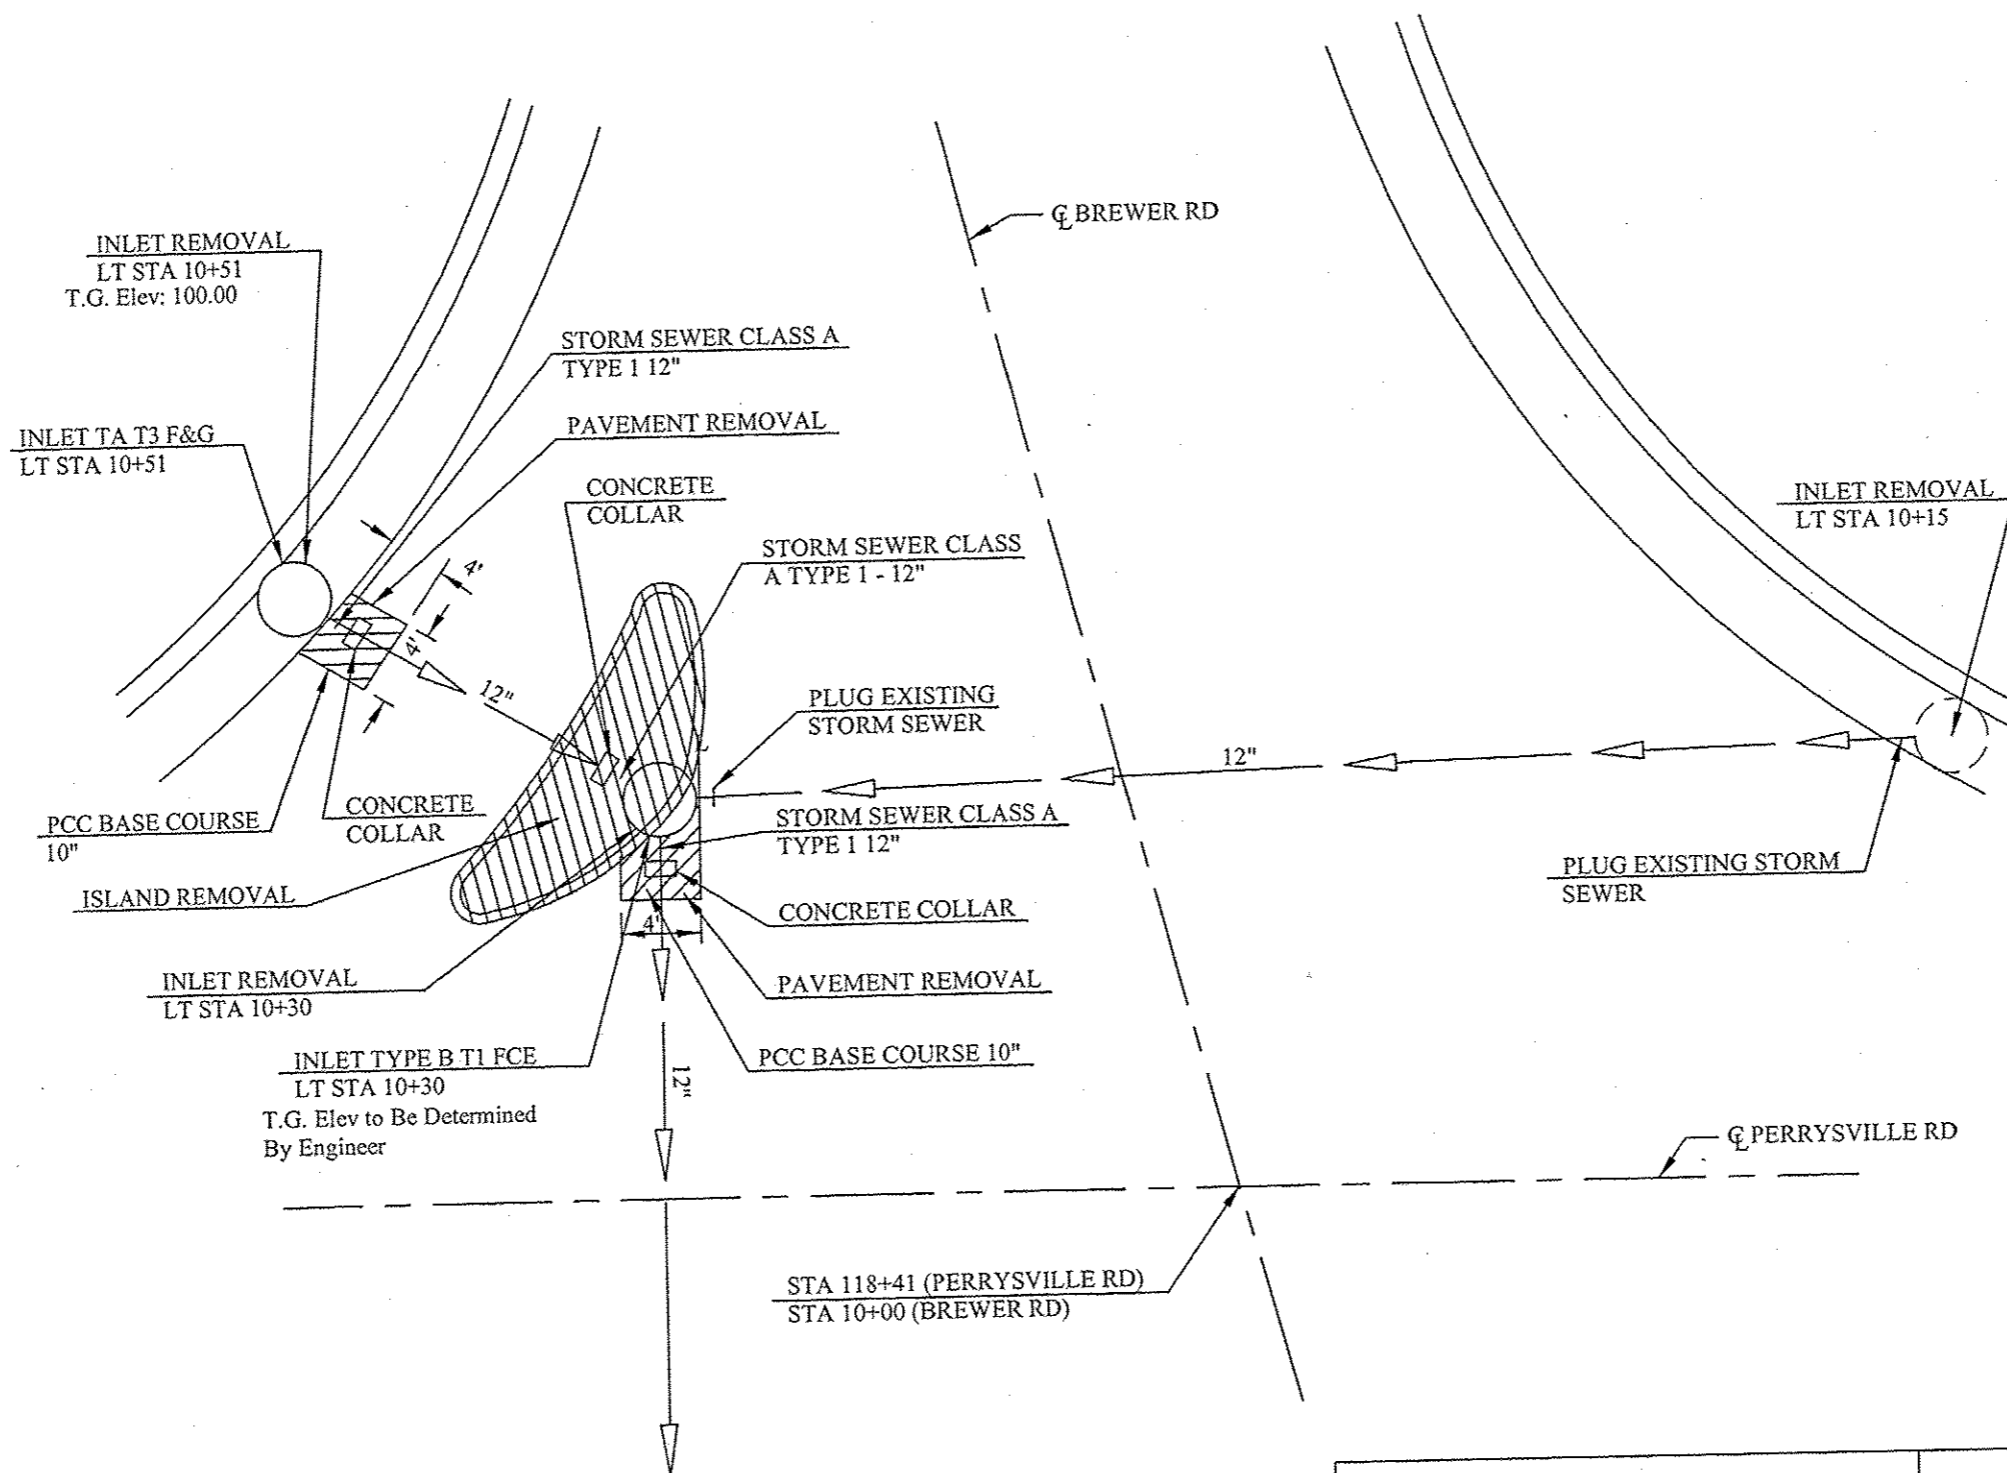 ℄ BREWER RD
INLET REMOVAL
LT STA 10+51
T.G. Elev: 100.00
STORM SEWER CLASS A
TYPE 1 12"
INLET TA T3 F&G
LT STA 10+51
PAVEMENT REMOVAL
CONCRETE
COLLAR
INLET REMOVAL
LT STA 10+15
STORM SEWER CLASS
A TYPE 1 - 12"
4'
4'
12"
PLUG EXISTING
STORM SEWER
12"
PCC BASE COURSE
10"
CONCRETE
COLLAR
STORM SEWER CLASS A
TYPE 1 12"
PLUG EXISTING STORM
SEWER
ISLAND REMOVAL
CONCRETE COLLAR
4'
INLET REMOVAL
LT STA 10+30
PAVEMENT REMOVAL
INLET TYPE B T1 FCE
LT STA 10+30
T.G. Elev to Be Determined
By Engineer
PCC BASE COURSE 10"
12"
℄ PERRYSVILLE RD
STA 118+41 (PERRYSVILLE RD)
STA 10+00 (BREWER RD)